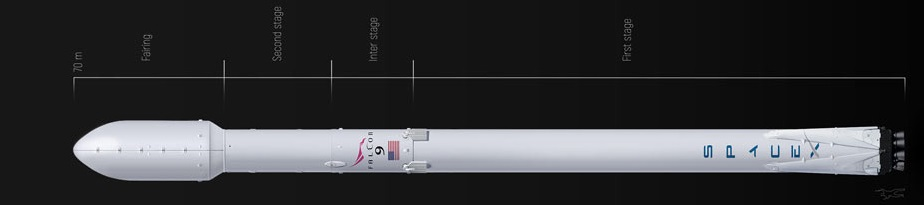 70 m
Fairing
Second stage
Inter stage
First stage
FALCON
9
SPACEX